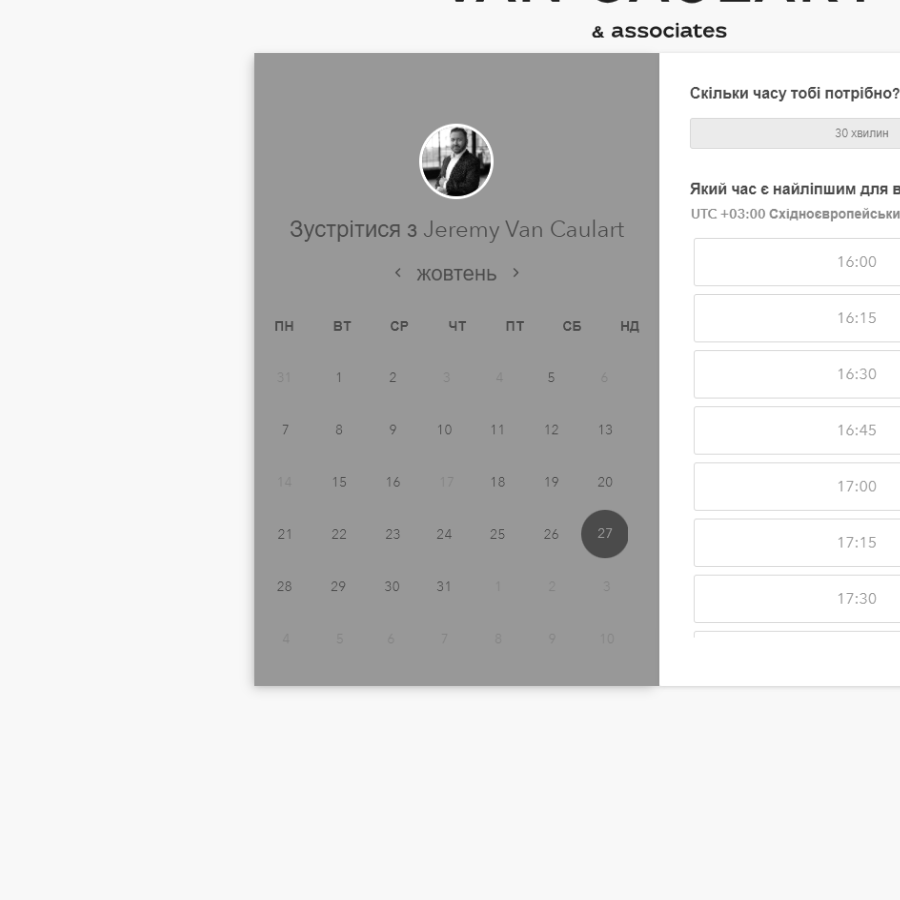 & associates
Зустрітися з Jeremy Van Caulart
жовтень
ПН ВТ СР ЧТ ПТ СБ НД
31 1 2 3 4 5 6
7 8 9 10 11 12 13
14 15 16 17 18 19 20
21 22 23 24 25 26 27
28 29 30 31 1 2 3
4 5 6 7 8 9 10
Скільки часу тобі потрібно?
30 хвилин
Який час є найліпшим для в
UTC +03:00 Східноєвропейськи
16:00
16:15
16:30
16:45
17:00
17:15
17:30